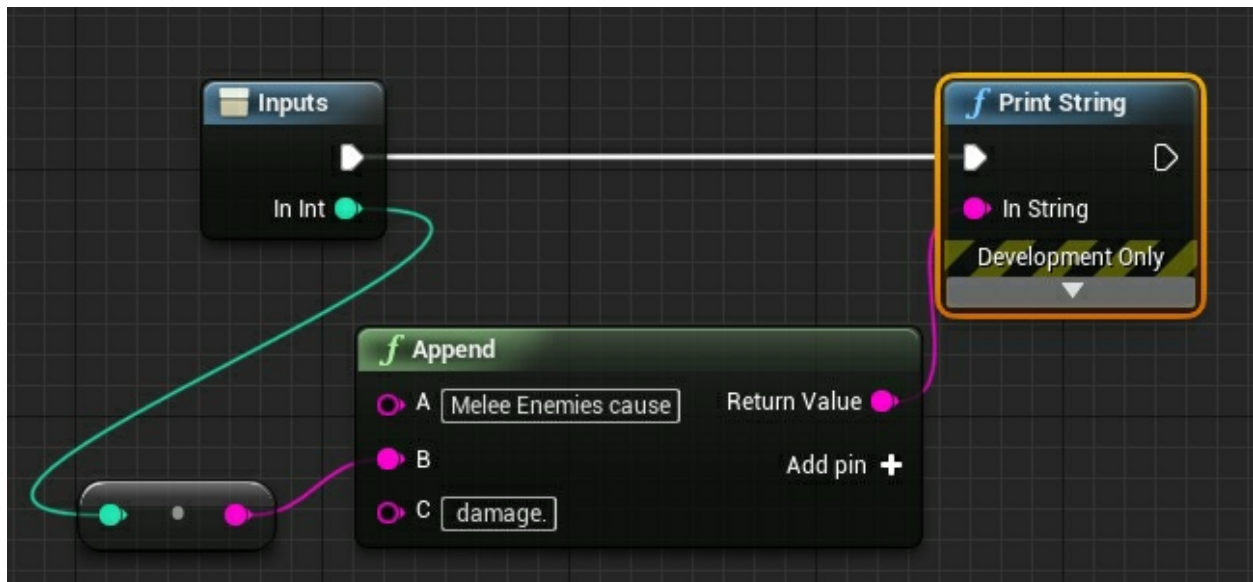 Inputs
In Int
f Print String
In String
Development Only
f Append
A Melee Enemies cause
Return Value
B
Add pin
C damage.